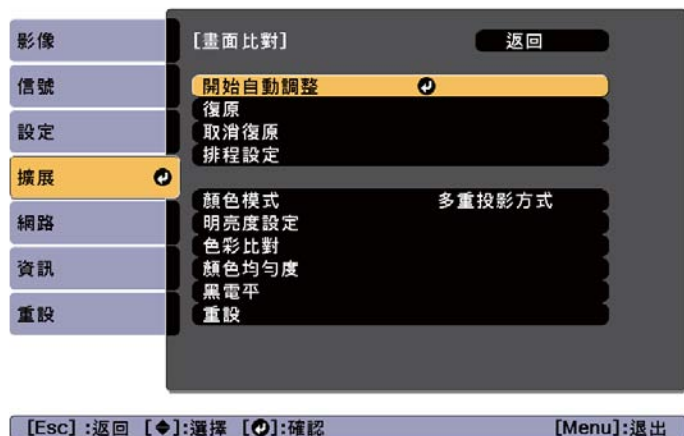 影像
信號
設定
擴展
網路
資訊
重設
[畫面比對]
返回
開始自動調整
復原
取消復原
排程設定
顏色模式 多重投影方式
明亮度設定
色彩比對
顏色均勻度
黑電平
重設
[Esc] :返回 [◆]:選擇 [↵]:確認 [Menu]:退出